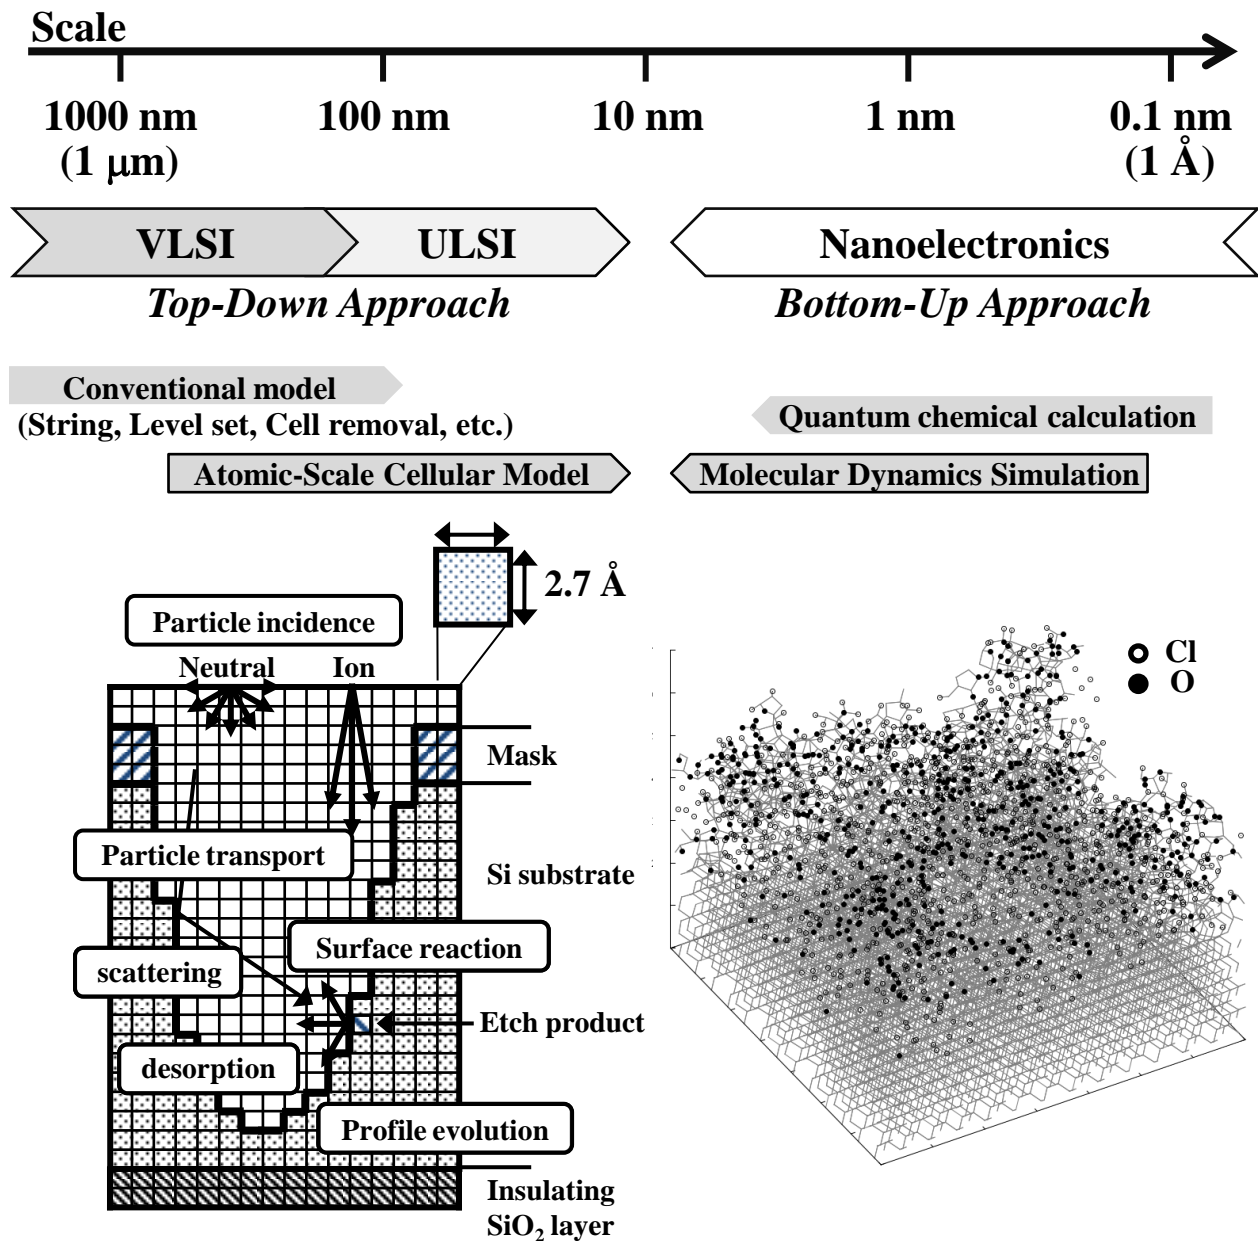 Scale
1000 nm 100 nm 10 nm 1 nm 0.1 nm
(1 μm) (1 Å)
VLSI ULSI Nanoelectronics
Top-Down Approach Bottom-Up Approach
Conventional model
(String, Level set, Cell removal, etc.)
Quantum chemical calculation
Atomic-Scale Cellular Model Molecular Dynamics Simulation
2.7 Å
Particle incidence
Neutral Ion
Mask
Particle transport
Si substrate
Surface reaction
scattering
Etch product
desorption
Profile evolution
Insulating
SiO₂ layer
Cl
O